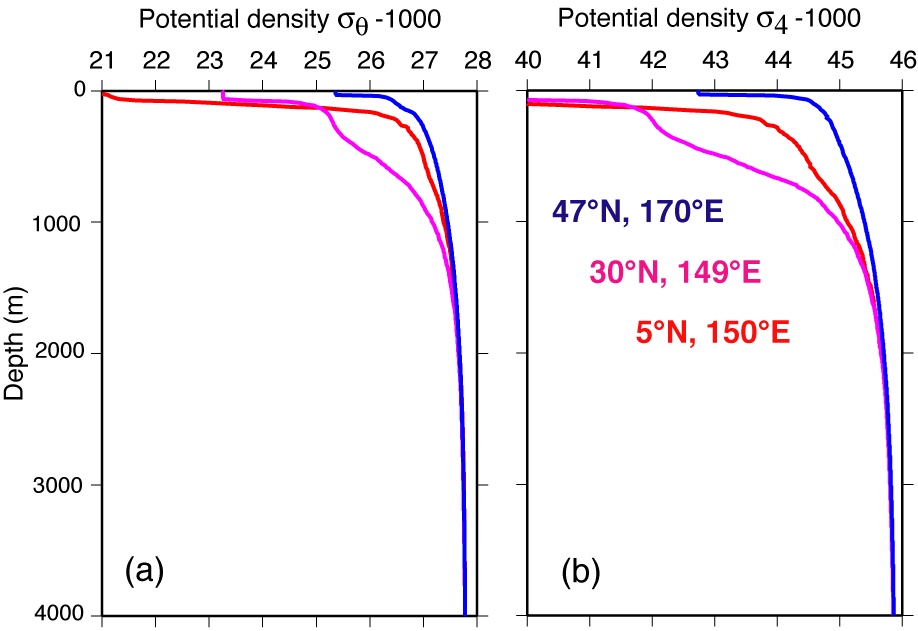 Potential density σθ -1000
Potential density σ4 -1000
21 22 23 24 25 26 27 28
40 41 42 43 44 45 46
0
1000
2000
3000
4000
Depth (m)
47°N, 170°E
30°N, 149°E
5°N, 150°E
(a)
(b)